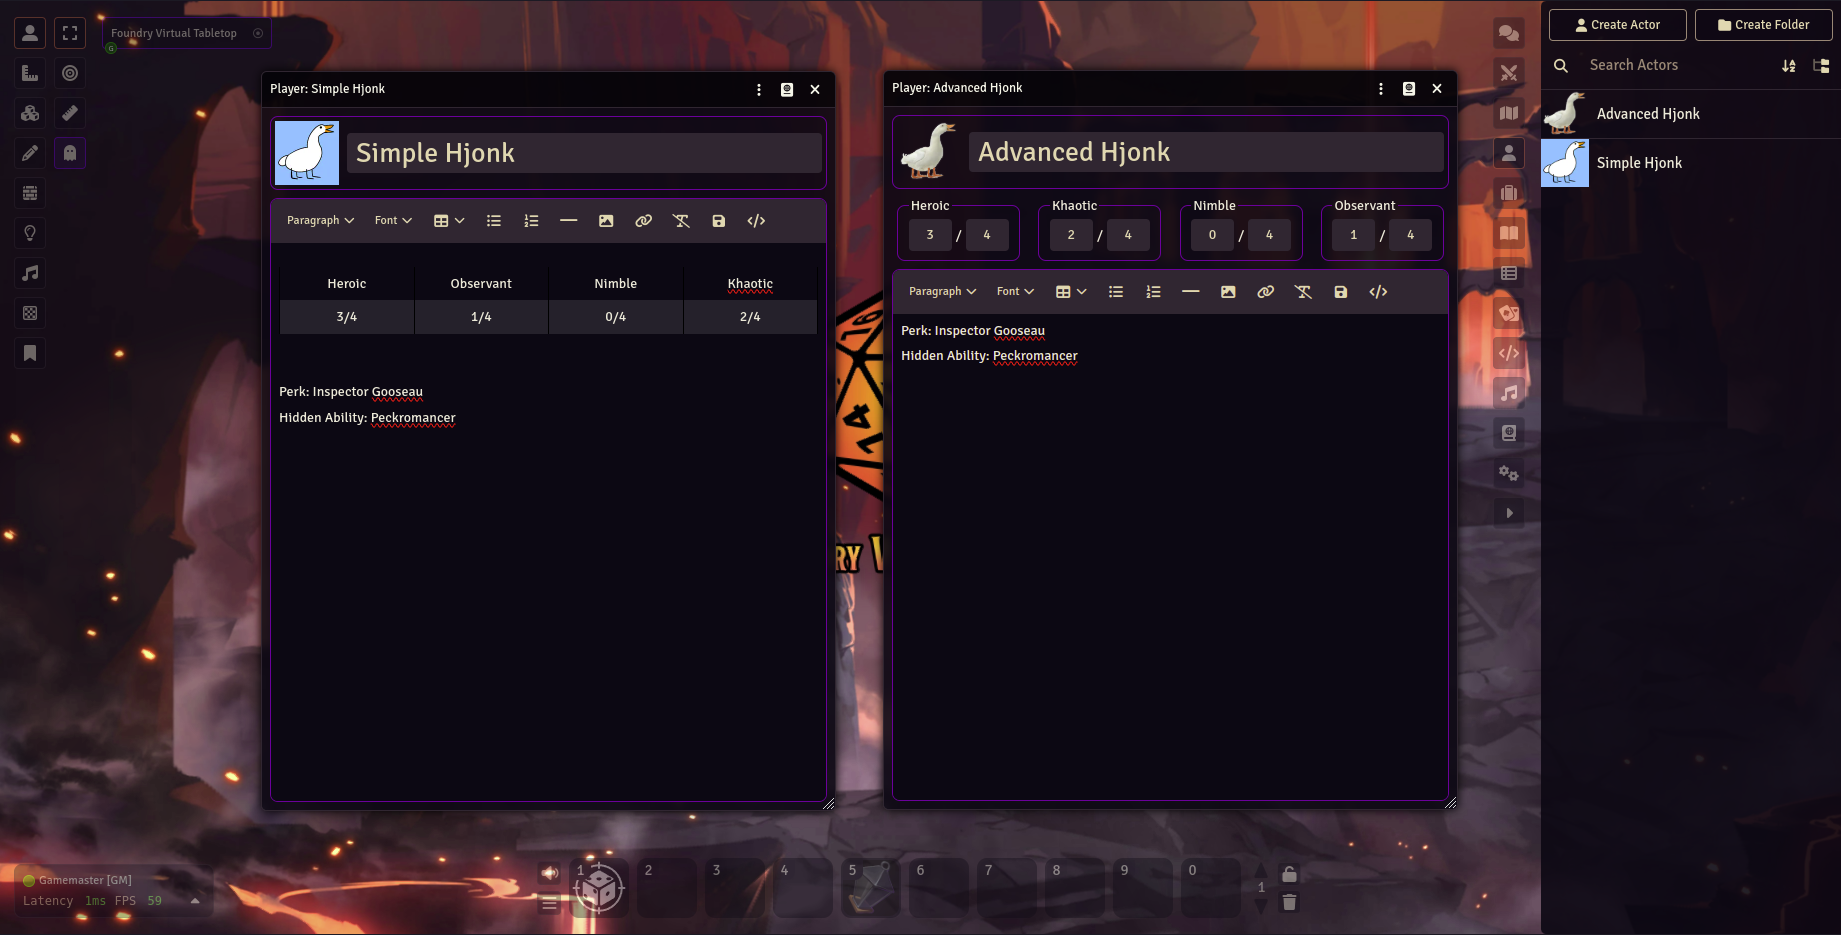 Foundry Virtual Tabletop
G
Player: Simple Hjonk
Simple Hjonk
Paragraph Font
Heroic Observant Nimble Khaotic
3/4 1/4 0/4 2/4
Perk: Inspector Gooseau
Hidden Ability: Peckromancer
Player: Advanced Hjonk
Advanced Hjonk
Heroic Khaotic Nimble Observant
3 / 4 2 / 4 0 / 4 1 / 4
Paragraph Font
Perk: Inspector Gooseau
Hidden Ability: Peckromancer
4
RY
Create Actor Create Folder
Search Actors
Advanced Hjonk
Simple Hjonk
Gamemaster [GM]
Latency 1ms FPS 59
1 2 3 4 5 6 7 8 9 0
1